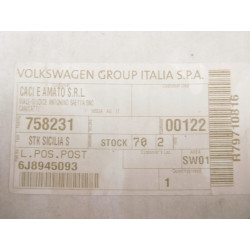 VOLKSWAGEN GROUP ITALIA S.P.A.
CACI E AMATO S.R.L.
758231
00122
STK SICILIA S
STOCK 70 2
L.POS.POST
SW01
6J8945093
1